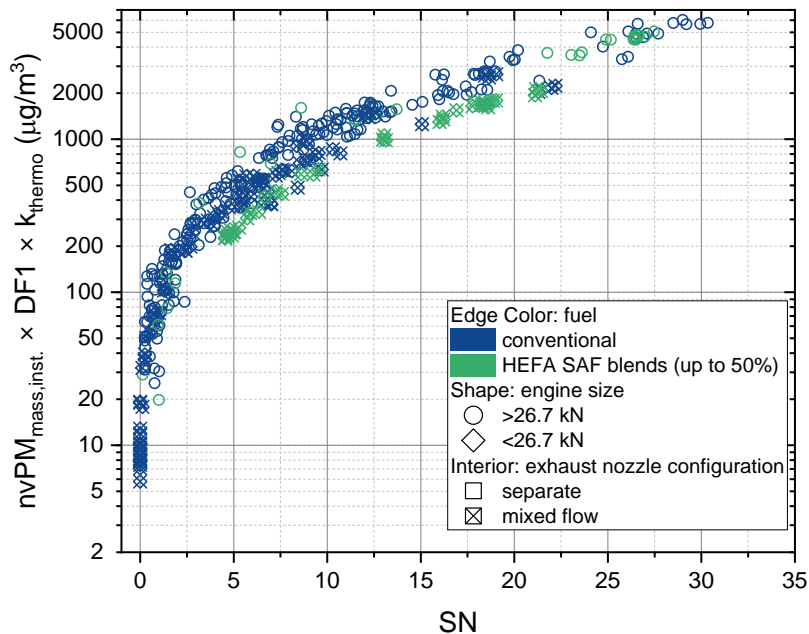 nvPM_mass,inst. × DF1 × k_thermo (μg/m³)
5000
2000
1000
500
200
100
50
20
10
5
2
Edge Color: fuel
conventional
HEFA SAF blends (up to 50%)
Shape: engine size
>26.7 kN
<26.7 kN
Interior: exhaust nozzle configuration
separate
mixed flow
0 5 10 15 20 25 30 35
SN